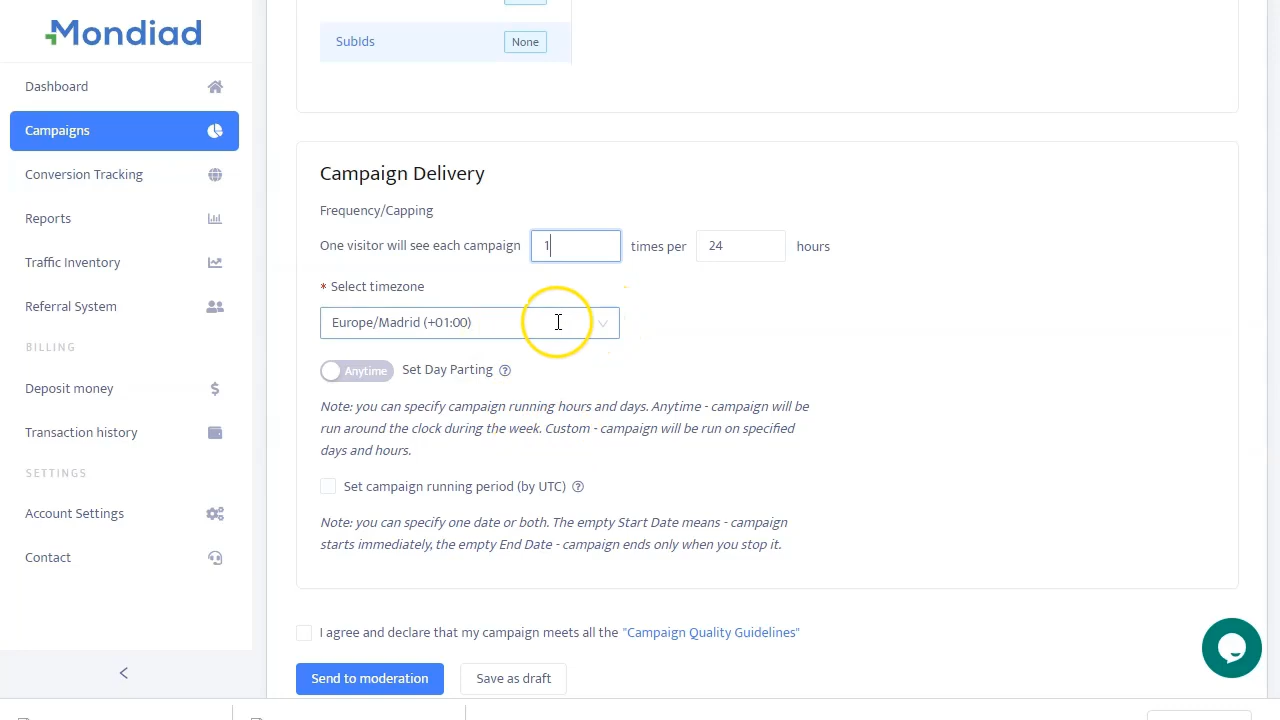 Mondiad
Dashboard
Campaigns
Conversion Tracking
Reports
Traffic Inventory
Referral System
BILLING
Deposit money
Transaction history
SETTINGS
Account Settings
Contact
SubIds None
Campaign Delivery
Frequency/Capping
One visitor will see each campaign 1 times per 24 hours
* Select timezone
Europe/Madrid (+01:00)
Anytime Set Day Parting
Note: you can specify campaign running hours and days. Anytime - campaign will be
run around the clock during the week. Custom - campaign will be run on specified
days and hours.
Set campaign running period (by UTC)
Note: you can specify one date or both. The empty Start Date means - campaign
starts immediately, the empty End Date - campaign ends only when you stop it.
I agree and declare that my campaign meets all the "Campaign Quality Guidelines"
Send to moderation Save as draft